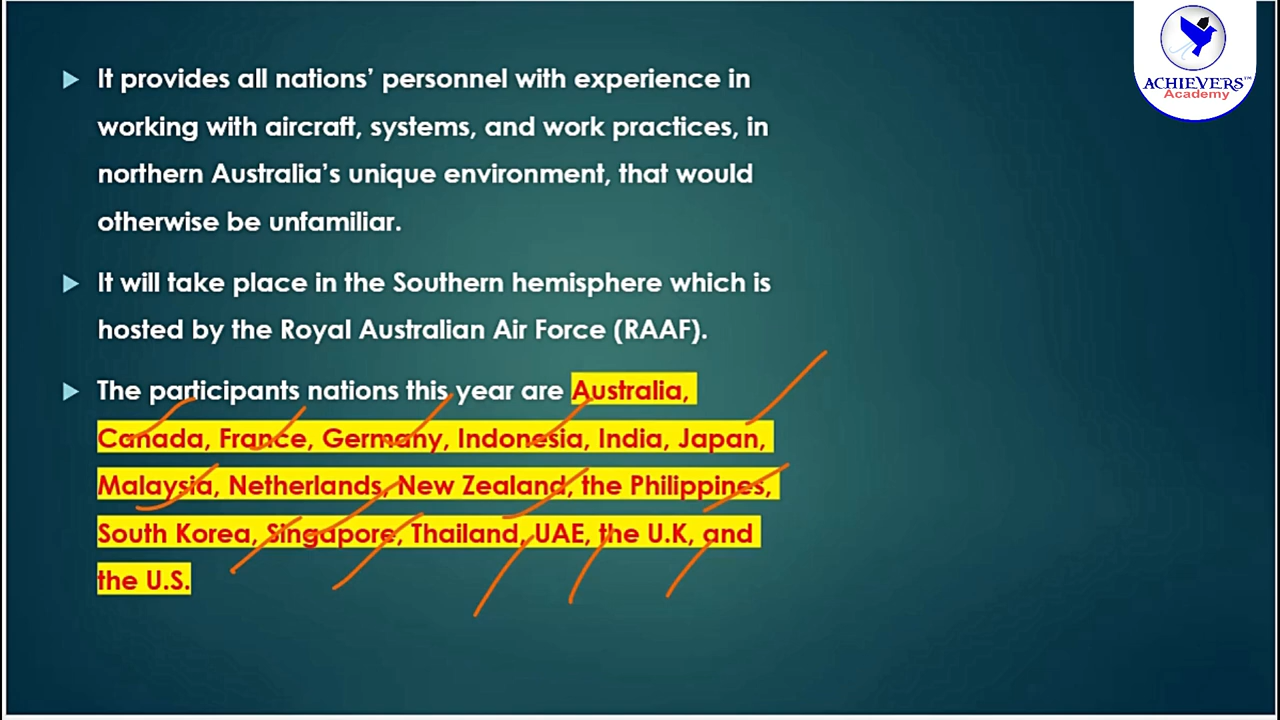 ACHIEVERS™
Academy
It provides all nations’ personnel with experience in
working with aircraft, systems, and work practices, in
northern Australia’s unique environment, that would
otherwise be unfamiliar.
It will take place in the Southern hemisphere which is
hosted by the Royal Australian Air Force (RAAF).
The participants nations this year are Australia,
Canada, France, Germany, Indonesia, India, Japan,
Malaysia, Netherlands, New Zealand, the Philippines,
South Korea, Singapore, Thailand, UAE, the U.K, and
the U.S.